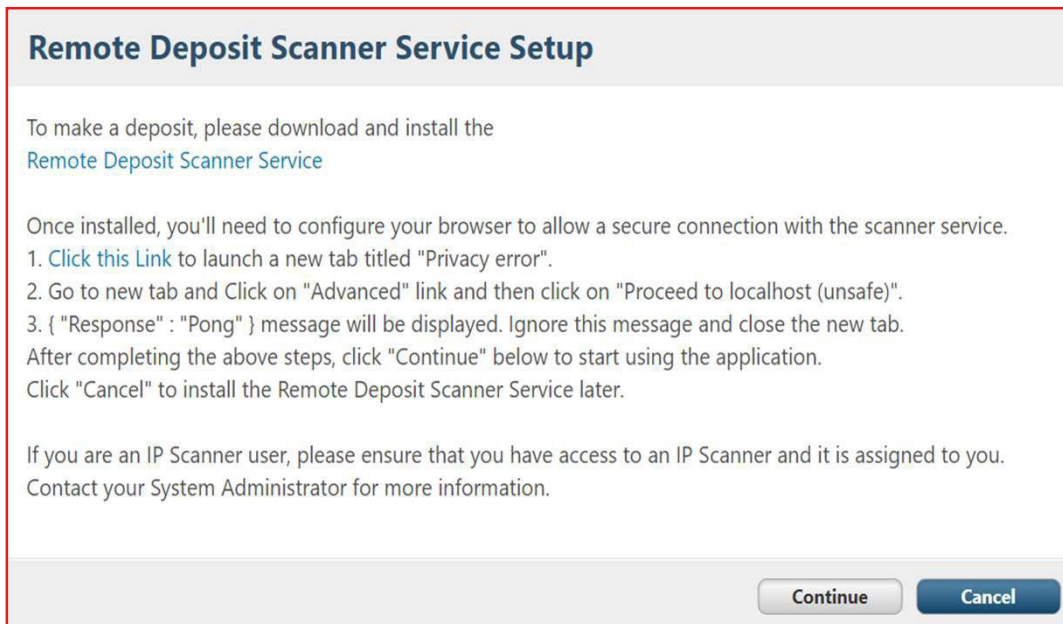 Remote Deposit Scanner Service Setup
To make a deposit, please download and install the
Remote Deposit Scanner Service
Once installed, you'll need to configure your browser to allow a secure connection with the scanner service.
1. Click this Link to launch a new tab titled "Privacy error".
2. Go to new tab and Click on "Advanced" link and then click on "Proceed to localhost (unsafe)".
3. { "Response" : "Pong" } message will be displayed. Ignore this message and close the new tab.
After completing the above steps, click "Continue" below to start using the application.
Click "Cancel" to install the Remote Deposit Scanner Service later.
If you are an IP Scanner user, please ensure that you have access to an IP Scanner and it is assigned to you.
Contact your System Administrator for more information.
Continue Cancel